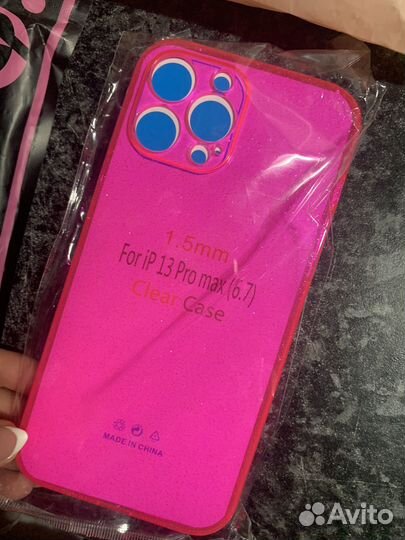 1.5mm
For iP 13 Pro max (6.7)
Clear Case
MADE IN CHINA
Avito